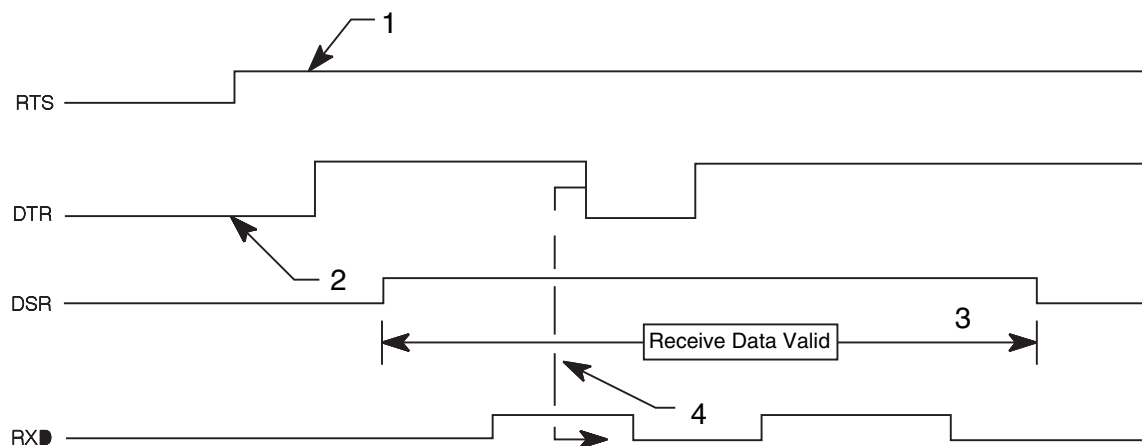 1
RTS
DTR
2
DSR
3
Receive Data Valid
4
RXD